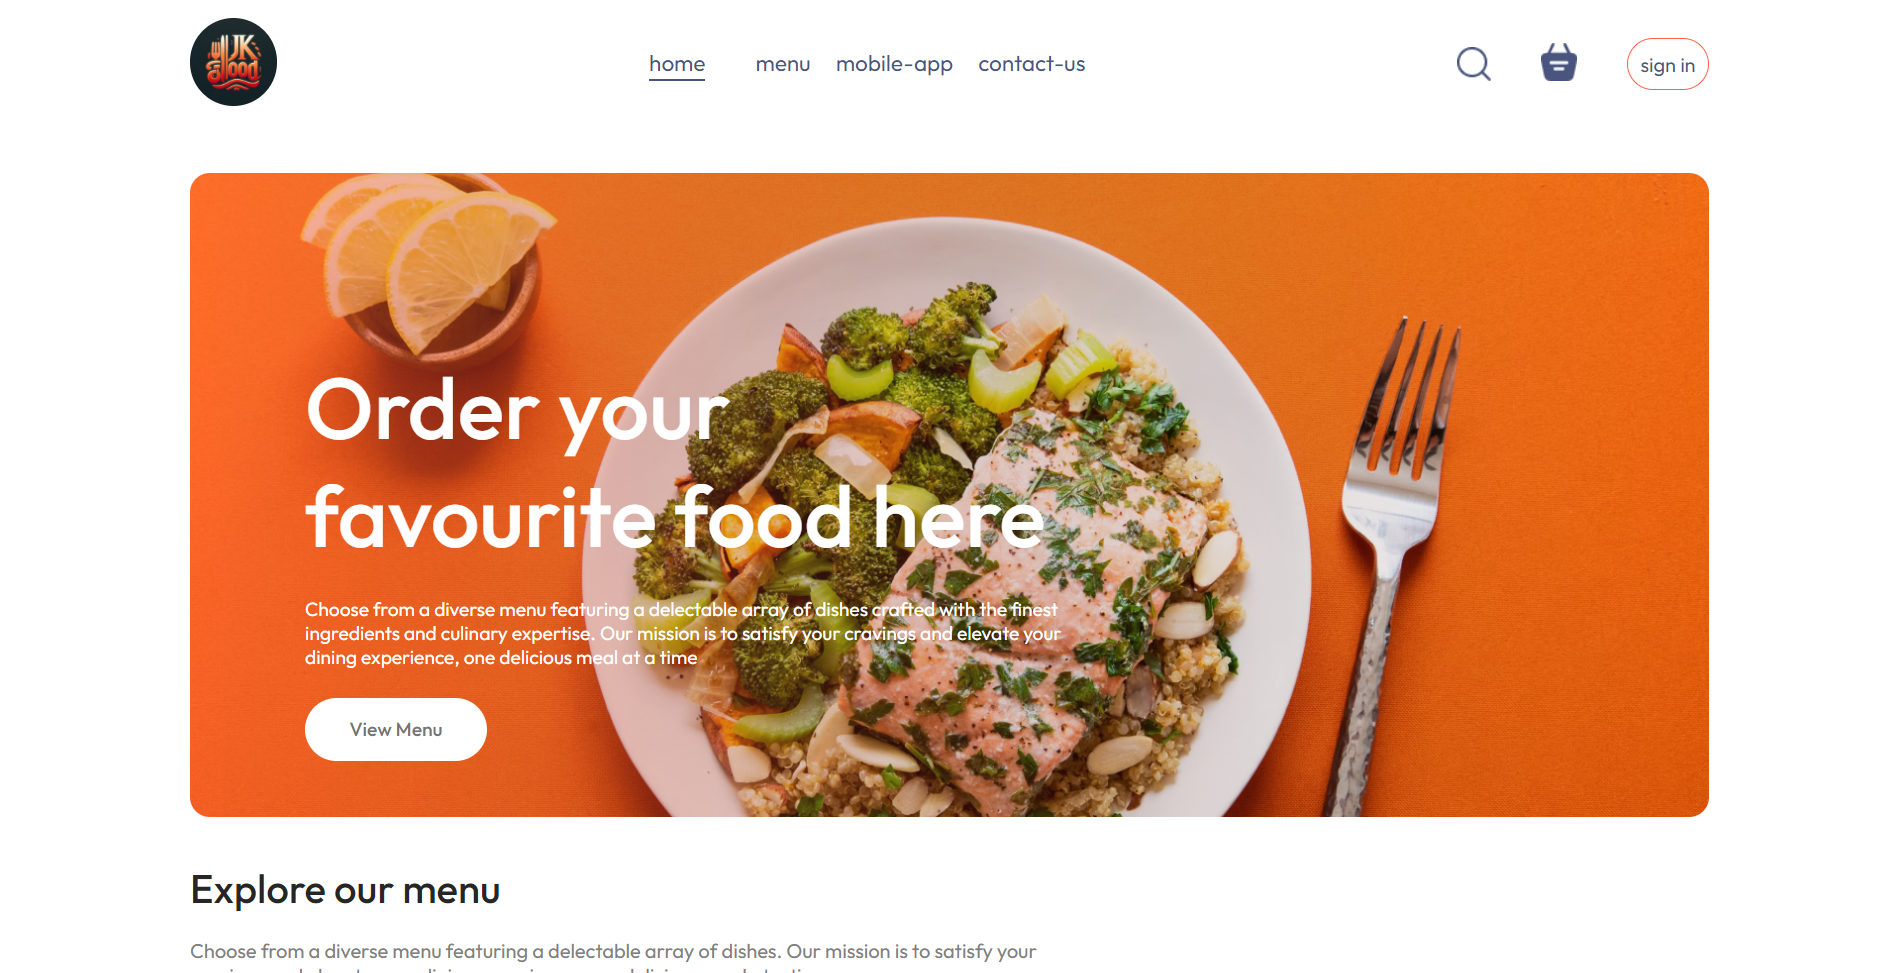 JK
food
home menu mobile-app contact-us
sign in
Order your
favourite food here
Choose from a diverse menu featuring a delectable array of dishes crafted with the finest
ingredients and culinary expertise. Our mission is to satisfy your cravings and elevate your
dining experience, one delicious meal at a time
View Menu
Explore our menu
Choose from a diverse menu featuring a delectable array of dishes. Our mission is to satisfy your